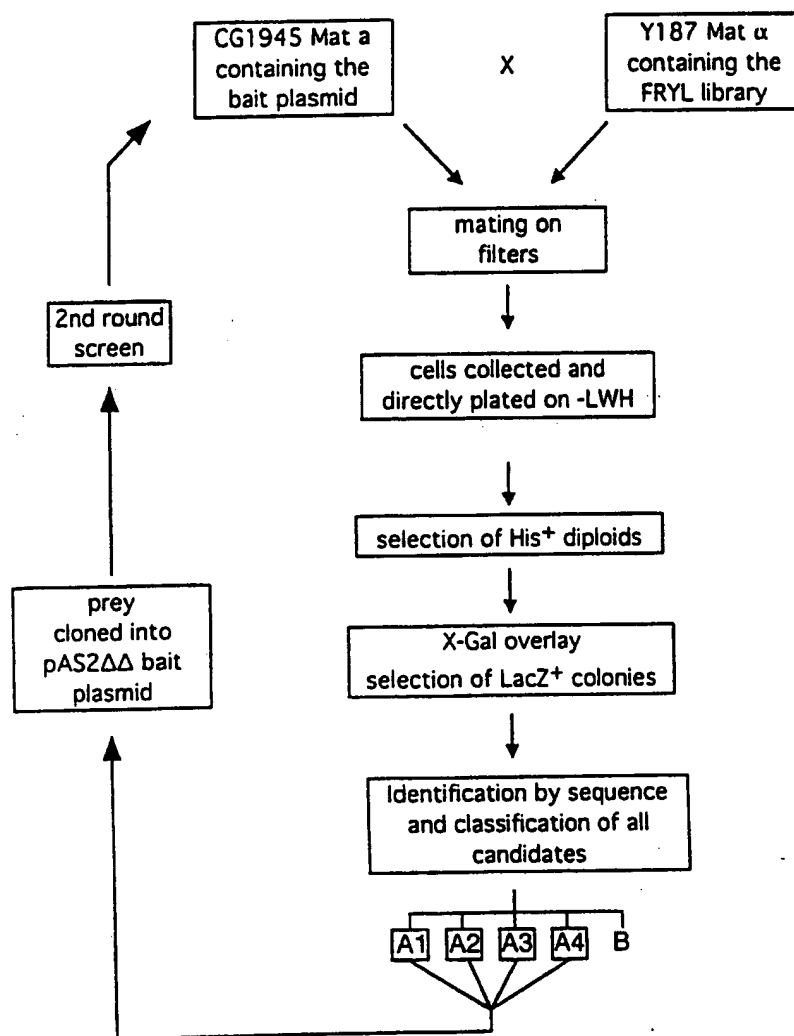 CG1945 Mat a
containing the
bait plasmid
X
Y187 Mat α
containing the
FRYL library
mating on
filters
2nd round
screen
cells collected and
directly plated on -LWH
selection of His⁺ diploids
prey
cloned into
pAS2ΔΔ bait
plasmid
X-Gal overlay
selection of LacZ⁺ colonies
Identification by sequence
and classification of all
candidates
A1 A2 A3 A4 B